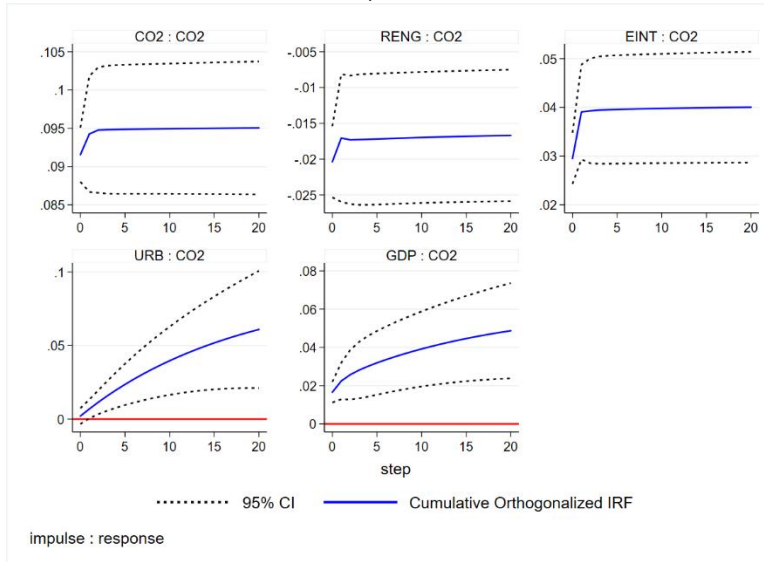 CO2 : CO2
.105
.1
.095
.09
.085
0 5 10 15 20
RENG : CO2
-.005
-.01
-.015
-.02
-.025
0 5 10 15 20
EINT : CO2
.05
.04
.03
.02
0 5 10 15 20
URB : CO2
.1
.05
0
0 5 10 15 20
GDP : CO2
.08
.06
.04
.02
0
0 5 10 15 20
step
95% CI
Cumulative Orthogonalized IRF
impulse : response